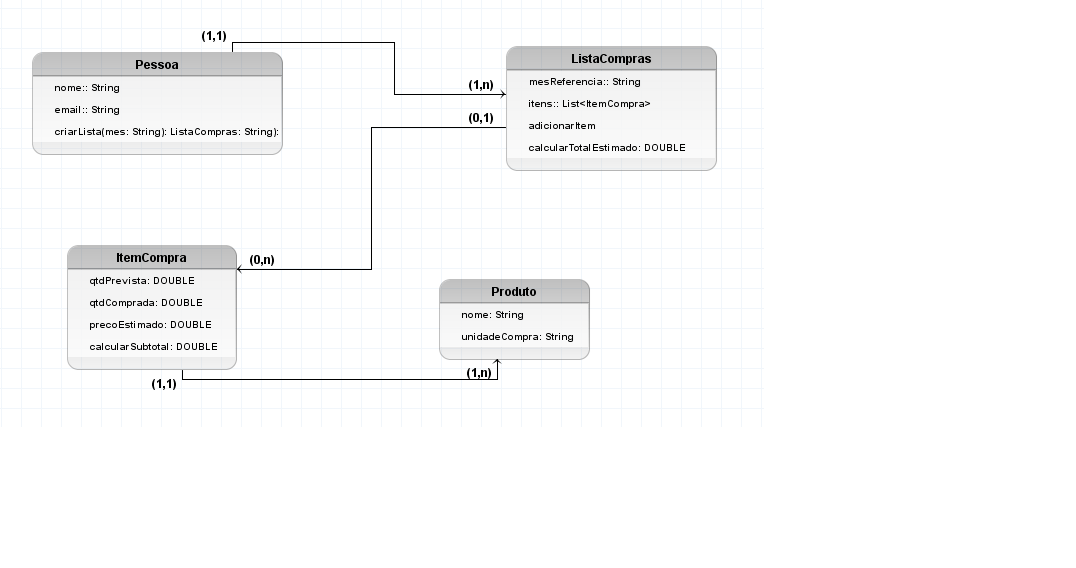 (1,1)
Pessoa
nome:: String
email:: String
criarLista(mes: String): ListaCompras: String):
ListaCompras
mesReferencia:: String
itens:: List<ItemCompra>
adicionarItem
calcularTotalEstimado: DOUBLE
(1,n)
(0,1)
ItemCompra
qtdPrevista: DOUBLE
qtdComprada: DOUBLE
precoEstimado: DOUBLE
calcularSubtotal: DOUBLE
(0,n)
Produto
nome: String
unidadeCompra: String
(1,1)
(1,n)